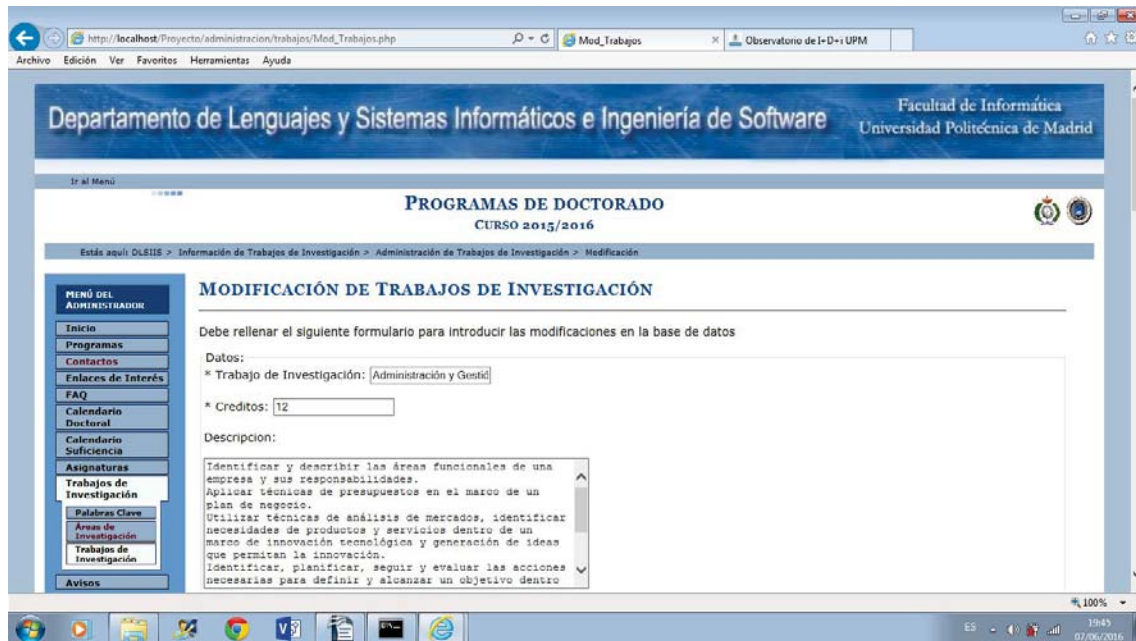 http://localhost/Proyecto/administracion/trabajos/Mod_Trabajos.php
Mod_Trabajos
Observatorio de I+D+i UPM
Archivo Edición Ver Favoritos Herramientas Ayuda
Departamento de Lenguajes y Sistemas Informáticos e Ingeniería de Software
Facultad de Informática
Universidad Politécnica de Madrid
Ir al Menú
PROGRAMAS DE DOCTORADO
CURSO 2015/2016
Estás aquí: DLSIIS > Información de Trabajos de Investigación > Administración de Trabajos de Investigación > Modificación
MENÚ DEL
ADMINISTRADOR
Inicio
Programas
Contactos
Enlaces de Interés
FAQ
Calendario
Doctoral
Calendario
Suficiencia
Asignaturas
Trabajos de
Investigación
Palabras Clave
Áreas de
Investigación
Trabajos de
Investigación
Avisos
MODIFICACIÓN DE TRABAJOS DE INVESTIGACIÓN
Debe rellenar el siguiente formulario para introducir las modificaciones en la base de datos
Datos:
* Trabajo de Investigación: Administración y Gestió
* Creditos: 12
Descripcion:
Identificar y describir las áreas funcionales de una
empresa y sus responsabilidades.
Aplicar técnicas de presupuestos en el marco de un
plan de negocio.
Utilizar técnicas de análisis de mercados, identificar
necesidades de productos y servicios dentro de un
marco de innovación tecnológica y generación de ideas
que permitan la innovación.
Identificar, planificar, seguir y evaluar las acciones
necesarias para definir y alcanzar un objetivo dentro
100%
ES
19:45
07/06/2016